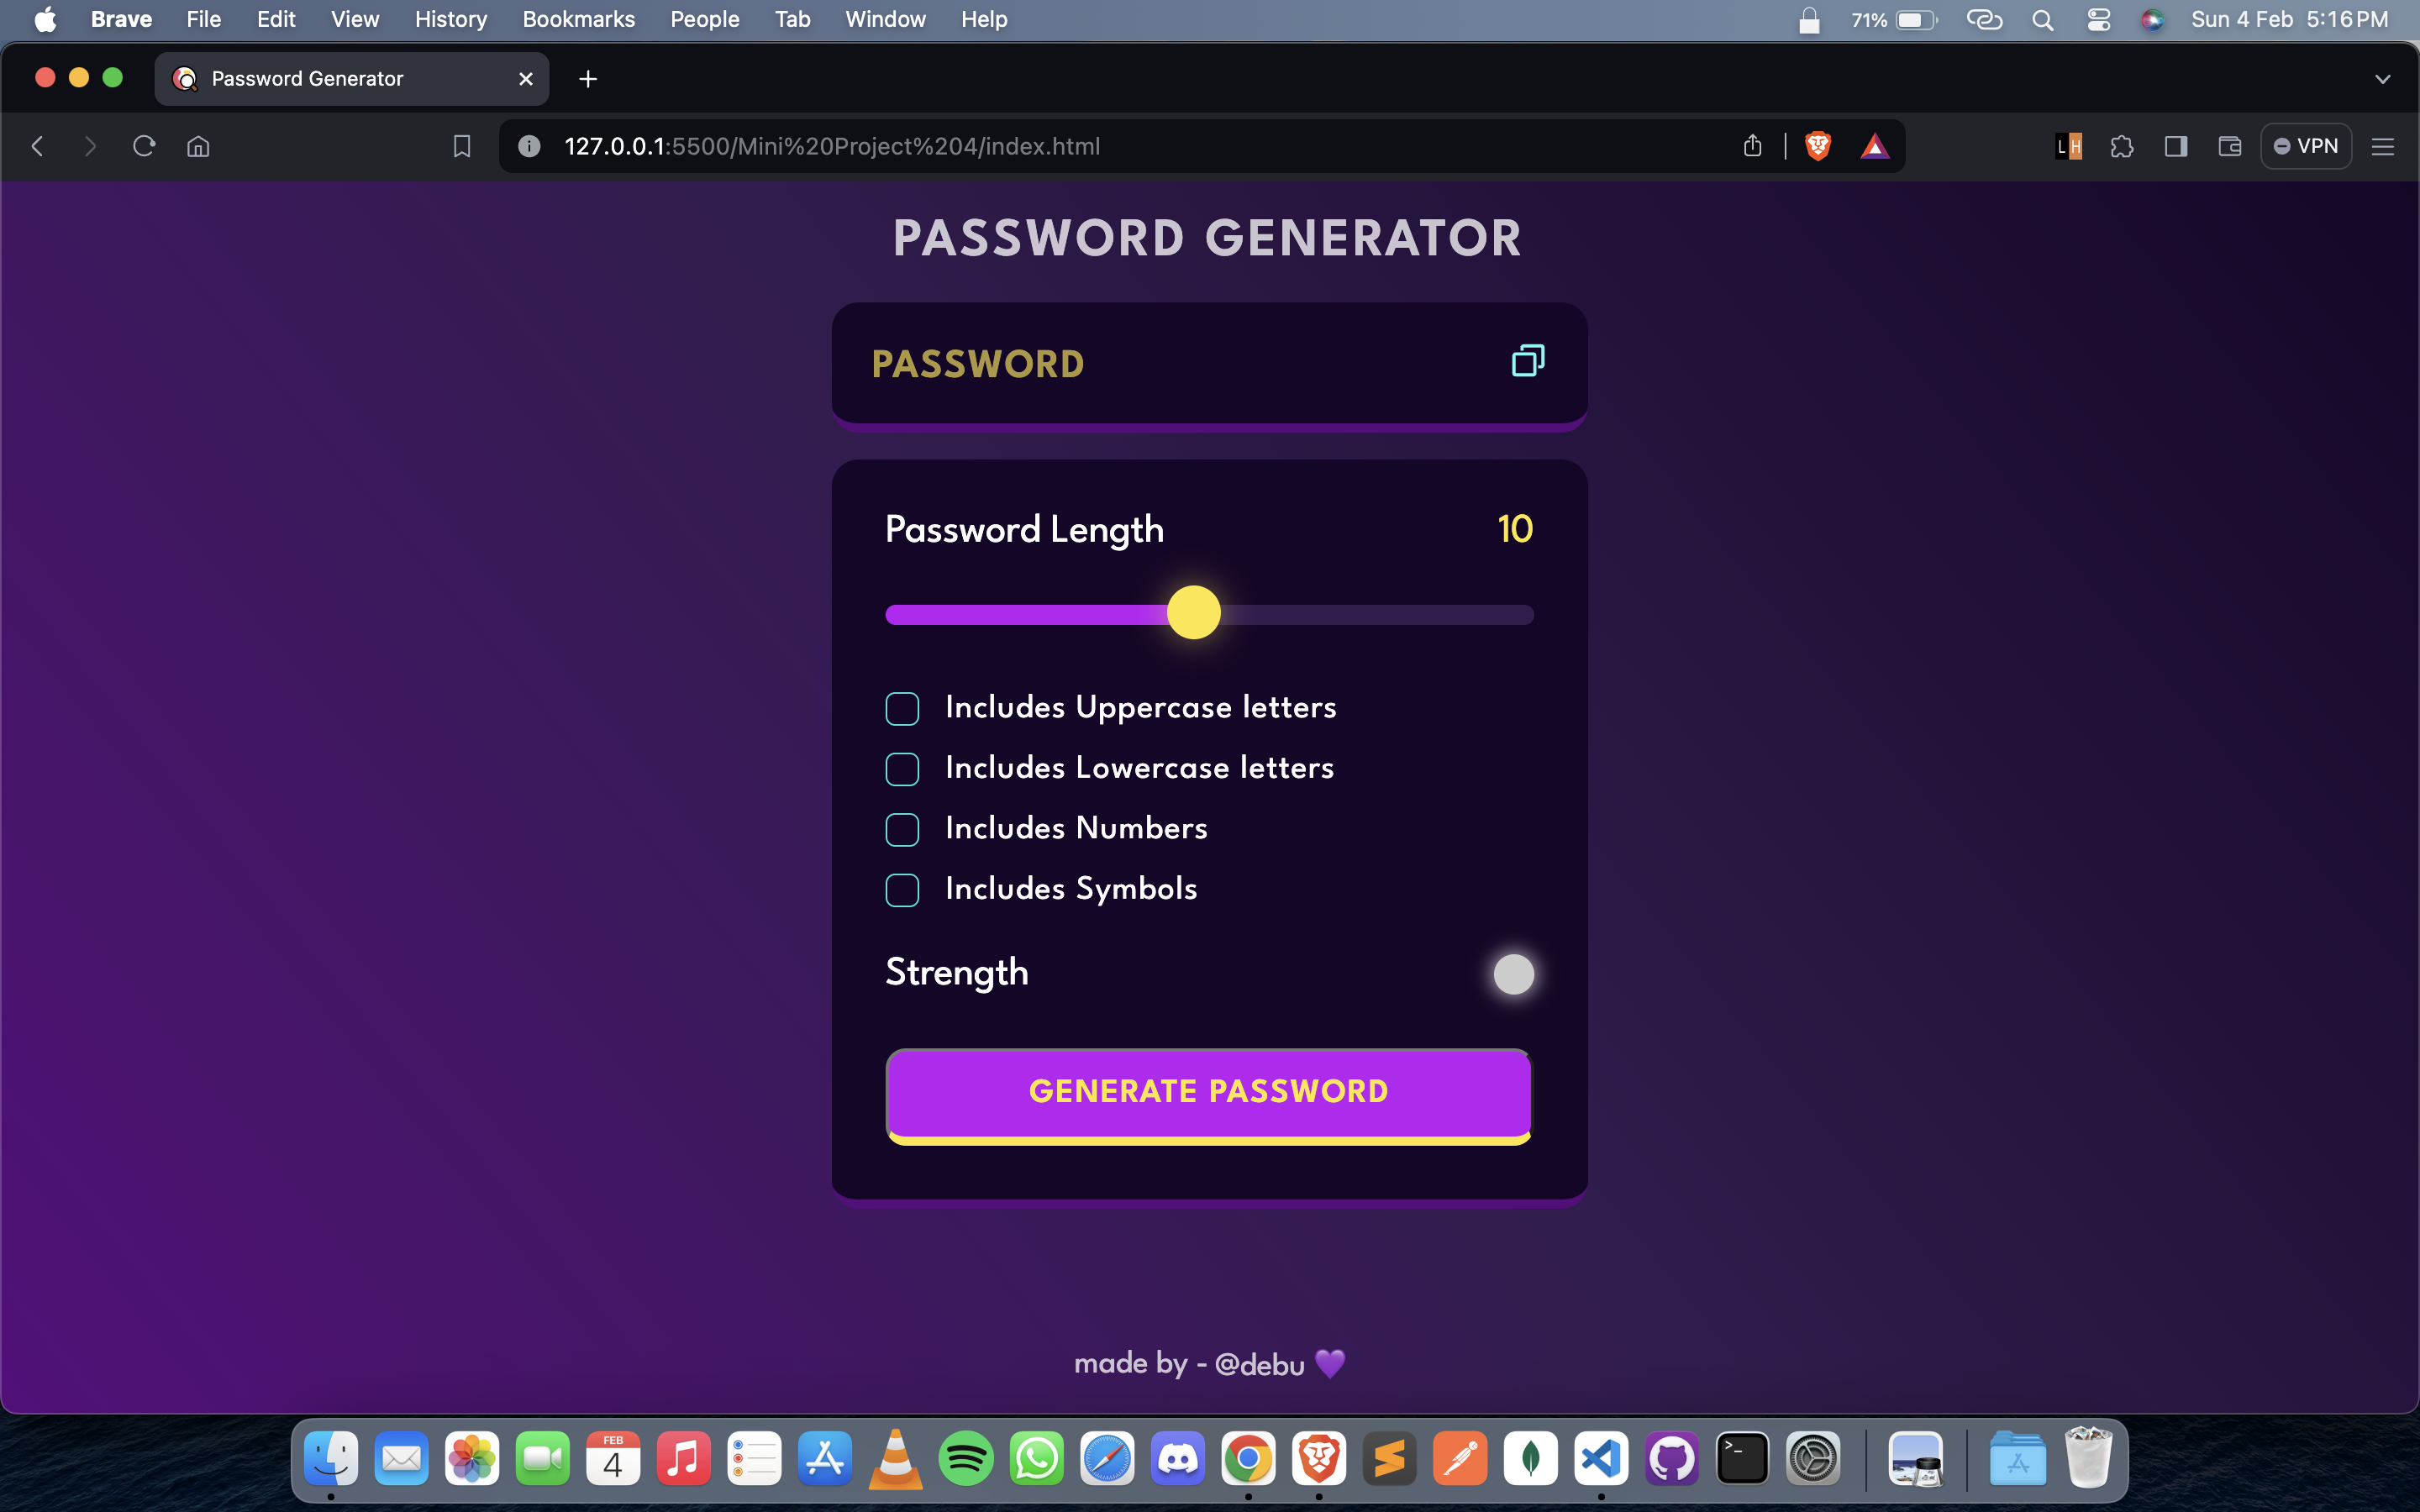 Brave File Edit View History Bookmarks People Tab Window Help 71% Sun 4 Feb 5:16 PM
Password Generator
127.0.0.1:5500/Mini%20Project%204/index.html LH VPN
PASSWORD GENERATOR
PASSWORD
Password Length 10
Includes Uppercase letters
Includes Lowercase letters
Includes Numbers
Includes Symbols
Strength
GENERATE PASSWORD
made by - @debu 💜
FEB
4
>_